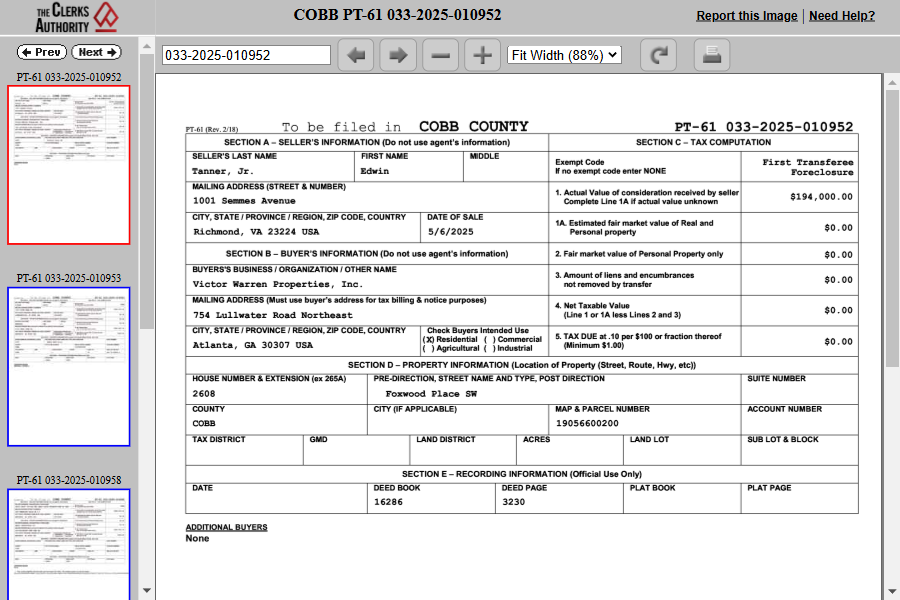 THE CLERKS AUTHORITY
COBB PT-61 033-2025-010952
Report this Image | Need Help?
Prev Next
033-2025-010952
Fit Width (88%)
PT-61 033-2025-010952
PT-61 033-2025-010953
PT-61 033-2025-010958
PT-61 (Rev. 2/18) To be filed in COBB COUNTY PT-61 033-2025-010952
SECTION A – SELLER'S INFORMATION (Do not use agent's information) SECTION C – TAX COMPUTATION
SELLER'S LAST NAME FIRST NAME MIDDLE
Tanner, Jr. Edwin
Exempt Code
If no exempt code enter NONE
First Transferee
Foreclosure
MAILING ADDRESS (STREET & NUMBER)
1001 Semmes Avenue
1. Actual Value of consideration received by seller
Complete Line 1A if actual value unknown
$194,000.00
CITY, STATE / PROVINCE / REGION, ZIP CODE, COUNTRY DATE OF SALE
Richmond, VA 23224 USA 5/6/2025
1A. Estimated fair market value of Real and
Personal property
$0.00
SECTION B – BUYER'S INFORMATION (Do not use agent's information)
2. Fair market value of Personal Property only $0.00
BUYERS'S BUSINESS / ORGANIZATION / OTHER NAME
Victor Warren Properties, Inc.
3. Amount of liens and encumbrances
not removed by transfer
$0.00
MAILING ADDRESS (Must use buyer's address for tax billing & notice purposes)
754 Lullwater Road Northeast
4. Net Taxable Value
(Line 1 or 1A less Lines 2 and 3)
$0.00
CITY, STATE / PROVINCE / REGION, ZIP CODE, COUNTRY
Atlanta, GA 30307 USA
Check Buyers Intended Use
(X) Residential ( ) Commercial
( ) Agricultural ( ) Industrial
5. TAX DUE at .10 per $100 or fraction thereof
(Minimum $1.00)
$0.00
SECTION D – PROPERTY INFORMATION (Location of Property (Street, Route, Hwy, etc))
HOUSE NUMBER & EXTENSION (ex 265A) PRE-DIRECTION, STREET NAME AND TYPE, POST DIRECTION SUITE NUMBER
2608 Foxwood Place SW
COUNTY CITY (IF APPLICABLE) MAP & PARCEL NUMBER ACCOUNT NUMBER
COBB 19056600200
TAX DISTRICT GMD LAND DISTRICT ACRES LAND LOT SUB LOT & BLOCK
SECTION E – RECORDING INFORMATION (Official Use Only)
DATE DEED BOOK DEED PAGE PLAT BOOK PLAT PAGE
16286 3230
ADDITIONAL BUYERS
None